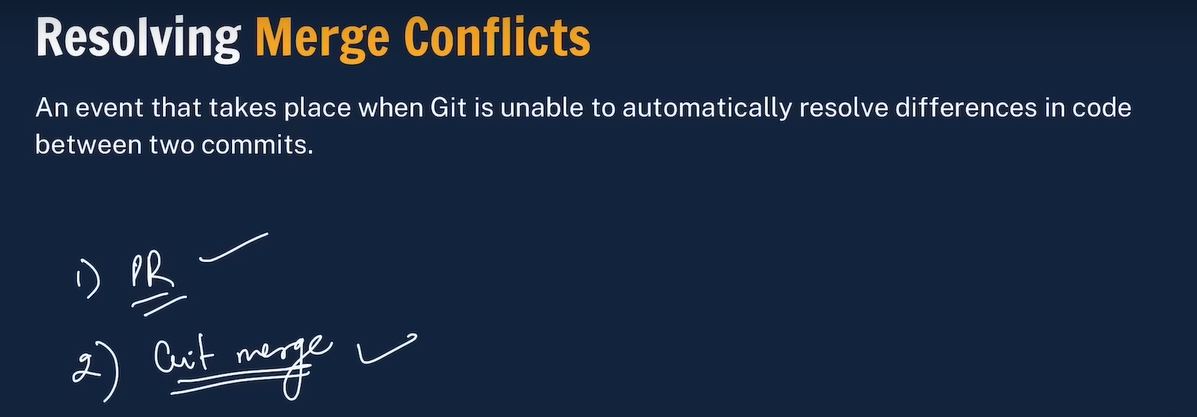 Resolving Merge Conflicts
An event that takes place when Git is unable to automatically resolve differences in code
between two commits.
1) PR
2) Git merge